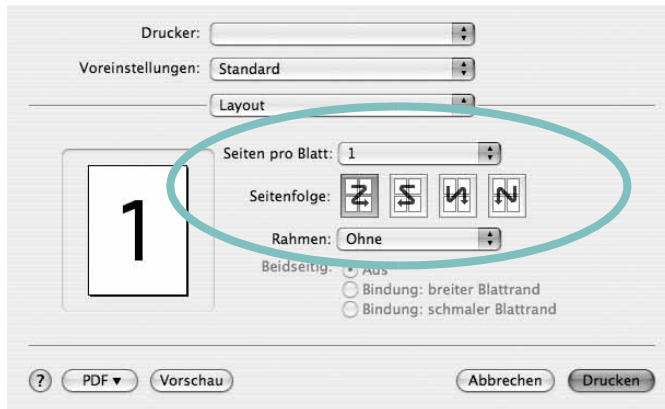 Drucker:
Voreinstellungen: Standard
Layout
Seiten pro Blatt: 1
Seitenfolge:
1
Rahmen: Ohne
Beidseitig: Aus
Bindung: breiter Blattrand
Bindung: schmaler Blattrand
? PDF▼ Vorschau Abbrechen Drucken